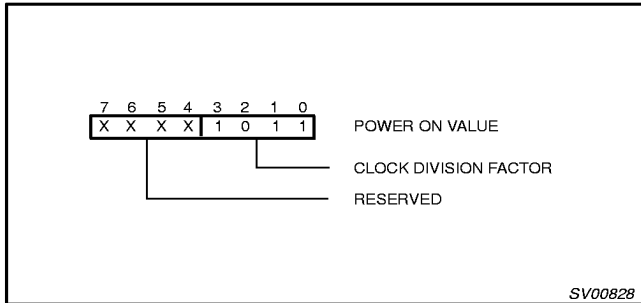 7 6 5 4 3 2 1 0
X X X X 1 0 1 1 POWER ON VALUE
CLOCK DIVISION FACTOR
RESERVED
SV00828